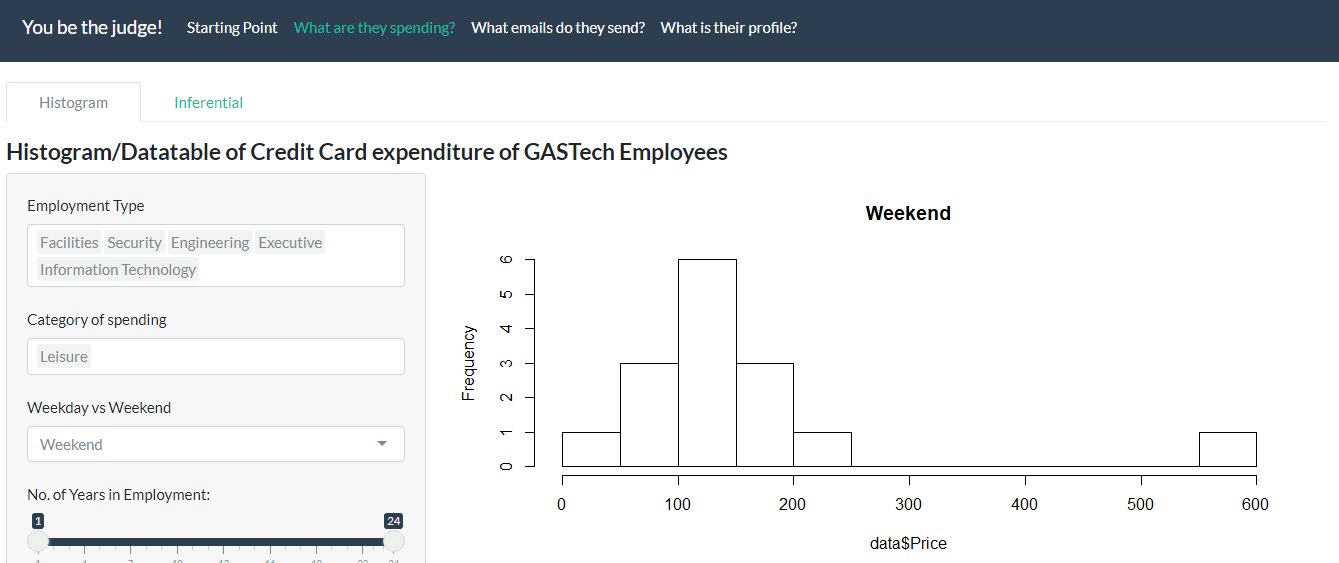 You be the judge! Starting Point What are they spending? What emails do they send? What is their profile?
Histogram Inferential
Histogram/Datatable of Credit Card expenditure of GASTech Employees
Employment Type
Facilities Security Engineering Executive
Information Technology
Category of spending
Leisure
Weekday vs Weekend
Weekend
No. of Years in Employment:
1 24
Weekend
Frequency
6
5
4
3
2
1
0
0 100 200 300 400 500 600
data$Price